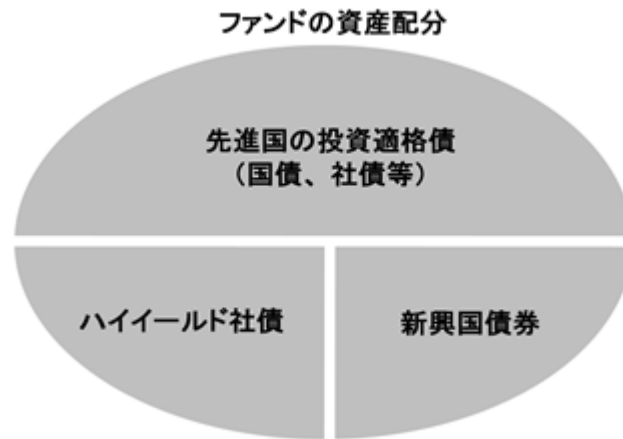 ファンドの資産配分
先進国の投資適格債
（国債、社債等）
ハイイールド社債
新興国債券